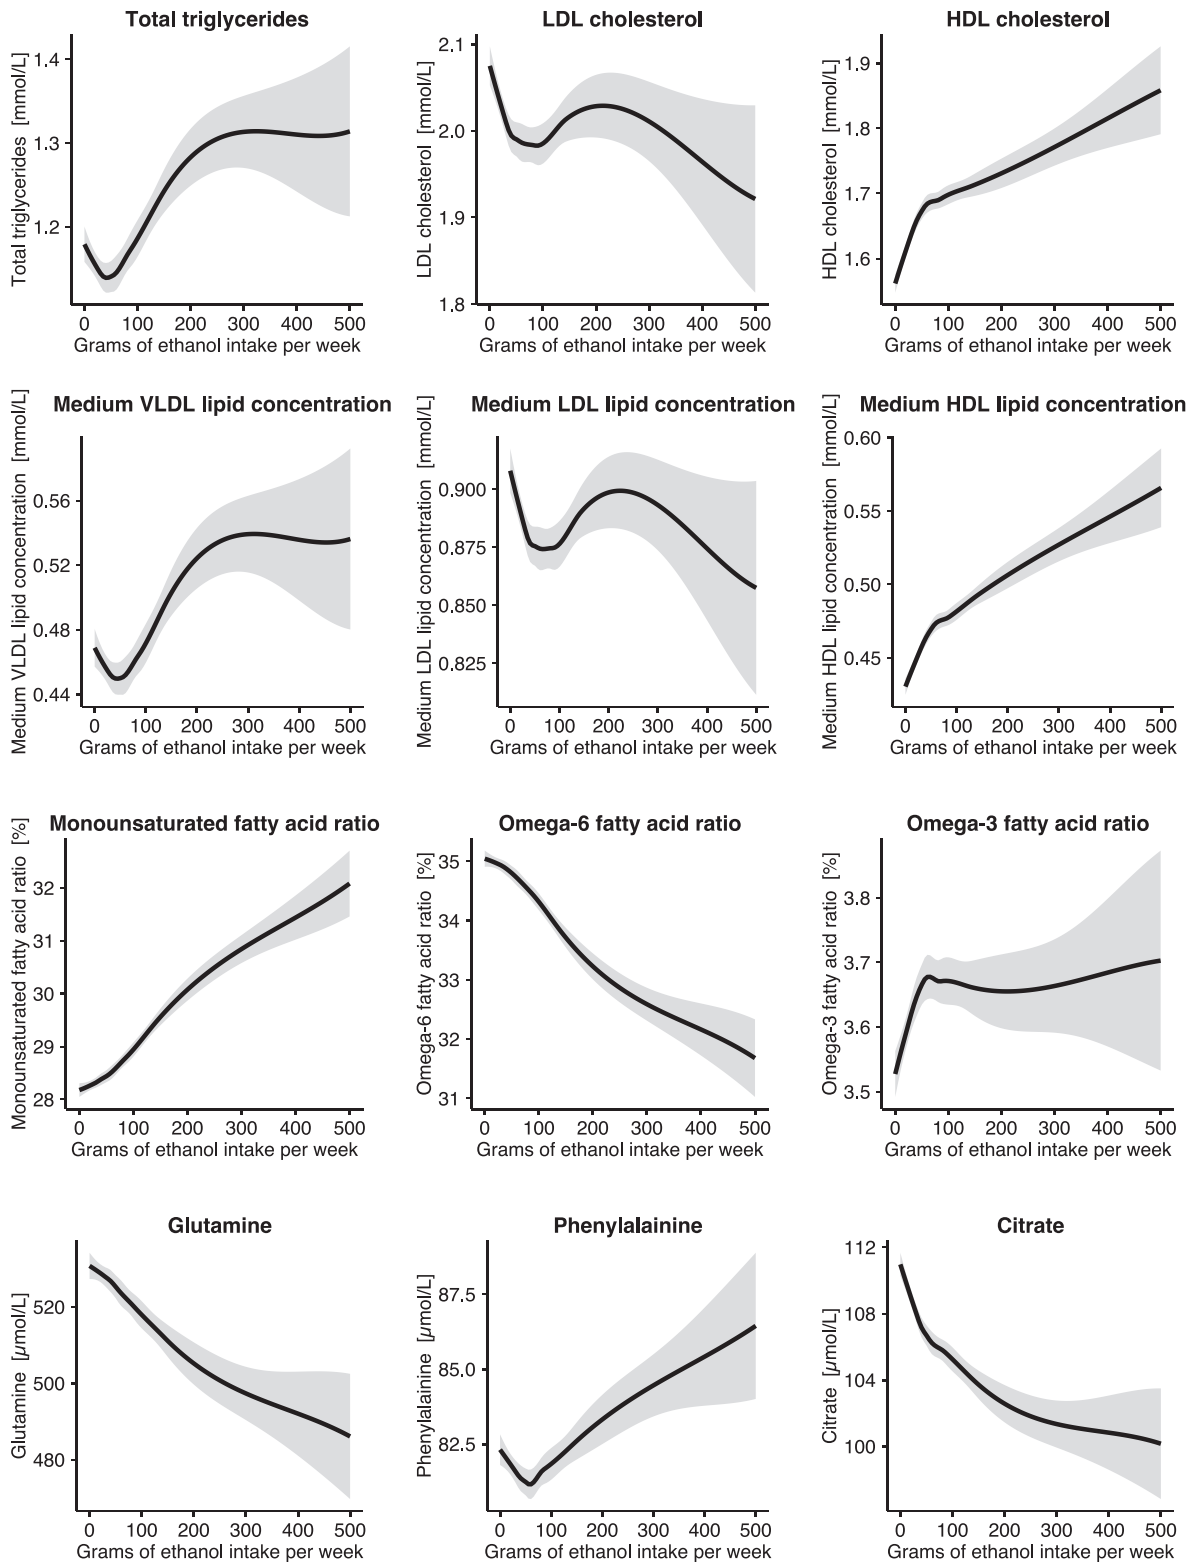 Total triglycerides
Total triglycerides [mmol/L]
1.4
1.3
1.2
0 100 200 300 400 500
Grams of ethanol intake per week
LDL cholesterol
LDL cholesterol [mmol/L]
2.1
2.0
1.9
1.8
0 100 200 300 400 500
Grams of ethanol intake per week
HDL cholesterol
HDL cholesterol [mmol/L]
1.9
1.8
1.7
1.6
0 100 200 300 400 500
Grams of ethanol intake per week
Medium VLDL lipid concentration
Medium VLDL lipid concentration [mmol/L]
0.56
0.52
0.48
0.44
0 100 200 300 400 500
Grams of ethanol intake per week
Medium LDL lipid concentration
Medium LDL lipid concentration [mmol/L]
0.900
0.875
0.850
0.825
0 100 200 300 400 500
Grams of ethanol intake per week
Medium HDL lipid concentration
Medium HDL lipid concentration [mmol/L]
0.60
0.55
0.50
0.45
0 100 200 300 400 500
Grams of ethanol intake per week
Monounsaturated fatty acid ratio
Monounsaturated fatty acid ratio [%]
32
31
30
29
28
0 100 200 300 400 500
Grams of ethanol intake per week
Omega-6 fatty acid ratio
Omega-6 fatty acid ratio [%]
35
34
33
32
31
0 100 200 300 400 500
Grams of ethanol intake per week
Omega-3 fatty acid ratio
Omega-3 fatty acid ratio [%]
3.8
3.7
3.6
3.5
0 100 200 300 400 500
Grams of ethanol intake per week
Glutamine
Glutamine [µmol/L]
520
500
480
0 100 200 300 400 500
Grams of ethanol intake per week
Phenylalainine
Phenylalainine [µmol/L]
87.5
85.0
82.5
0 100 200 300 400 500
Grams of ethanol intake per week
Citrate
Citrate [µmol/L]
112
108
104
100
0 100 200 300 400 500
Grams of ethanol intake per week